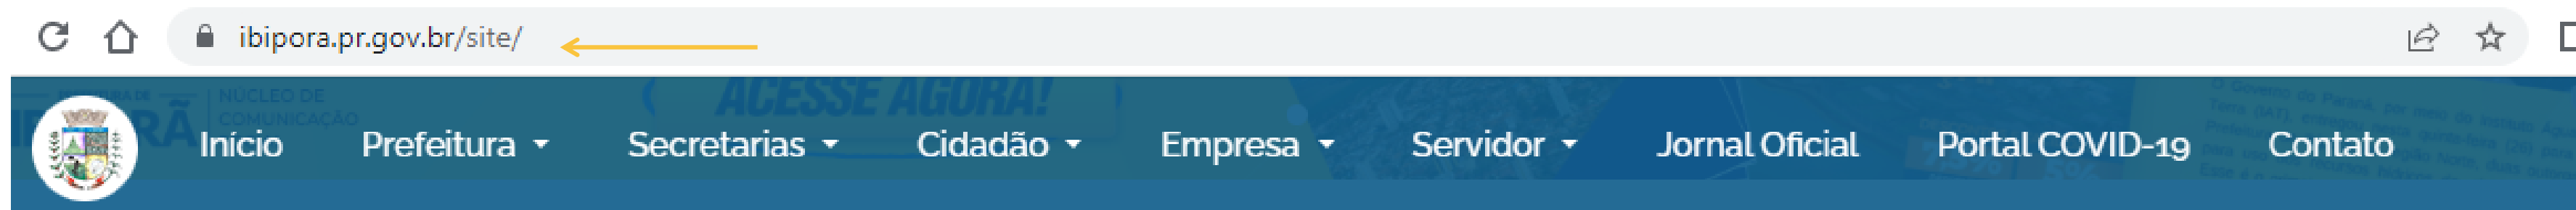 ibipora.pr.gov.br/site/
ACESSE AGORA!
NÚCLEO DE
COMUNICAÇÃO
Início Prefeitura Secretarias Cidadão Empresa Servidor Jornal Oficial Portal COVID-19 Contato